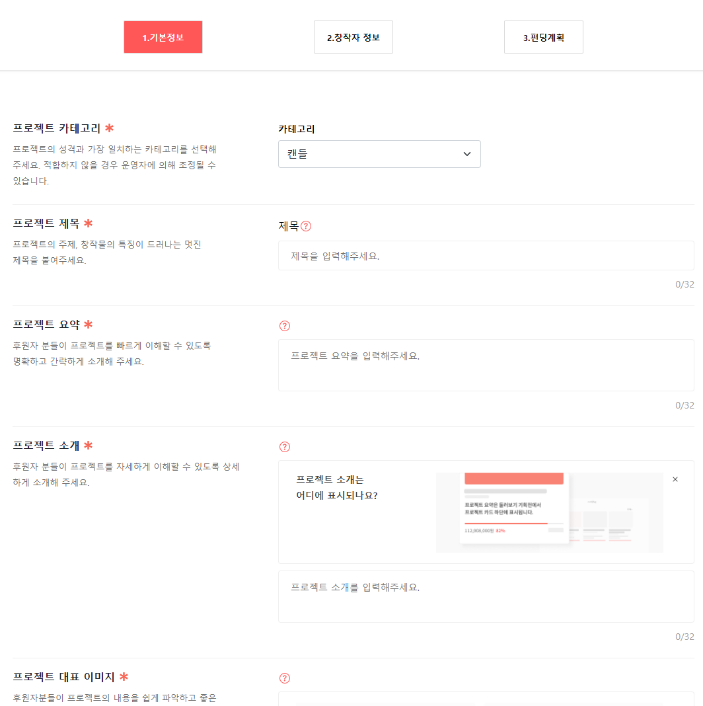 1.기본정보
2.창작자 정보
3.펀딩계획
프로젝트 카테고리 *
프로젝트의 성격과 가장 일치하는 카테고리를 선택해
주세요. 적합하지 않을 경우 운영자에 의해 조정될 수
있습니다.
카테고리
캔들
프로젝트 제목 *
프로젝트의 주제, 창작물의 특징이 드러나는 멋진
제목을 붙여주세요.
제목?
제목을 입력해주세요.
0/32
프로젝트 요약 *
후원자 분들이 프로젝트를 빠르게 이해할 수 있도록
명확하고 간략하게 소개해 주세요.
?
프로젝트 요약을 입력해주세요.
0/32
프로젝트 소개 *
후원자 분들이 프로젝트를 자세하게 이해할 수 있도록 상세
하게 소개해 주세요.
?
프로젝트 소개는
어디에 표시되나요?
프로젝트 요약은 둘러보기 기획전에서
프로젝트 카드 하단에 표시됩니다.
82%
×
프로젝트 소개를 입력해주세요.
0/32
프로젝트 대표 이미지 *
후원자분들이 프로젝트의 내용을 쉽게 파악하고 좋은
?